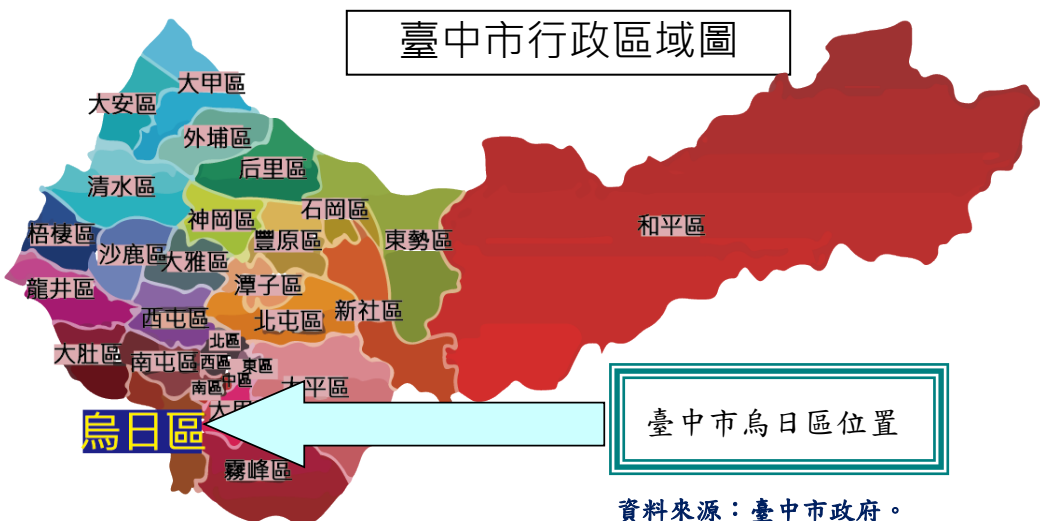 臺中市行政區域圖
大甲區
大安區
外埔區
后里區
清水區
神岡區
石岡區
和平區
梧棲區
豐原區
東勢區
沙鹿區
大雅區
龍井區
潭子區
新社區
西屯區
北屯區
北區
大肚區
南屯區
西區
東區
南區
中區
平區
大
烏日區
臺中市烏日區位置
霧峰區
資料來源：臺中市政府。